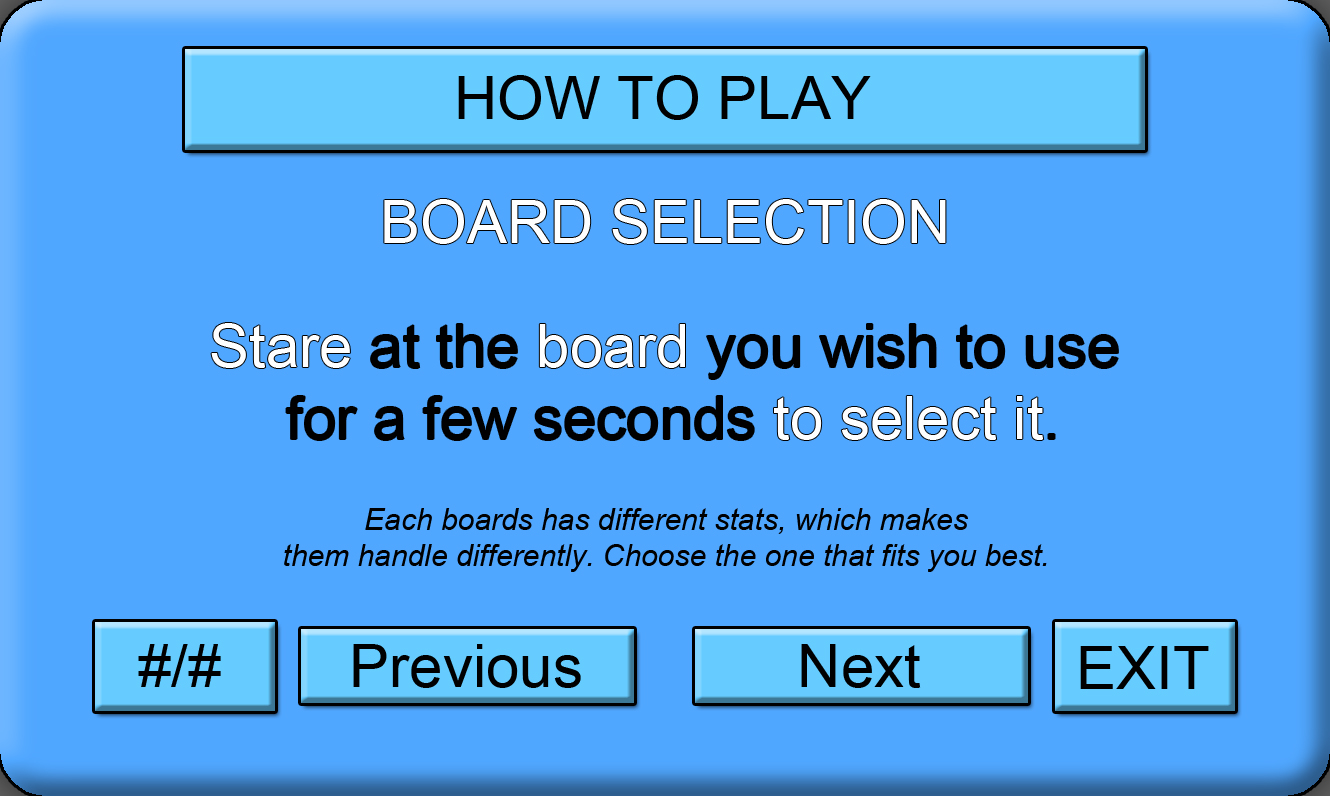 HOW TO PLAY
BOARD SELECTION
Stare at the board you wish to use
for a few seconds to select it.
Each boards has different stats, which makes
them handle differently. Choose the one that fits you best.
#/#
Previous
Next
EXIT